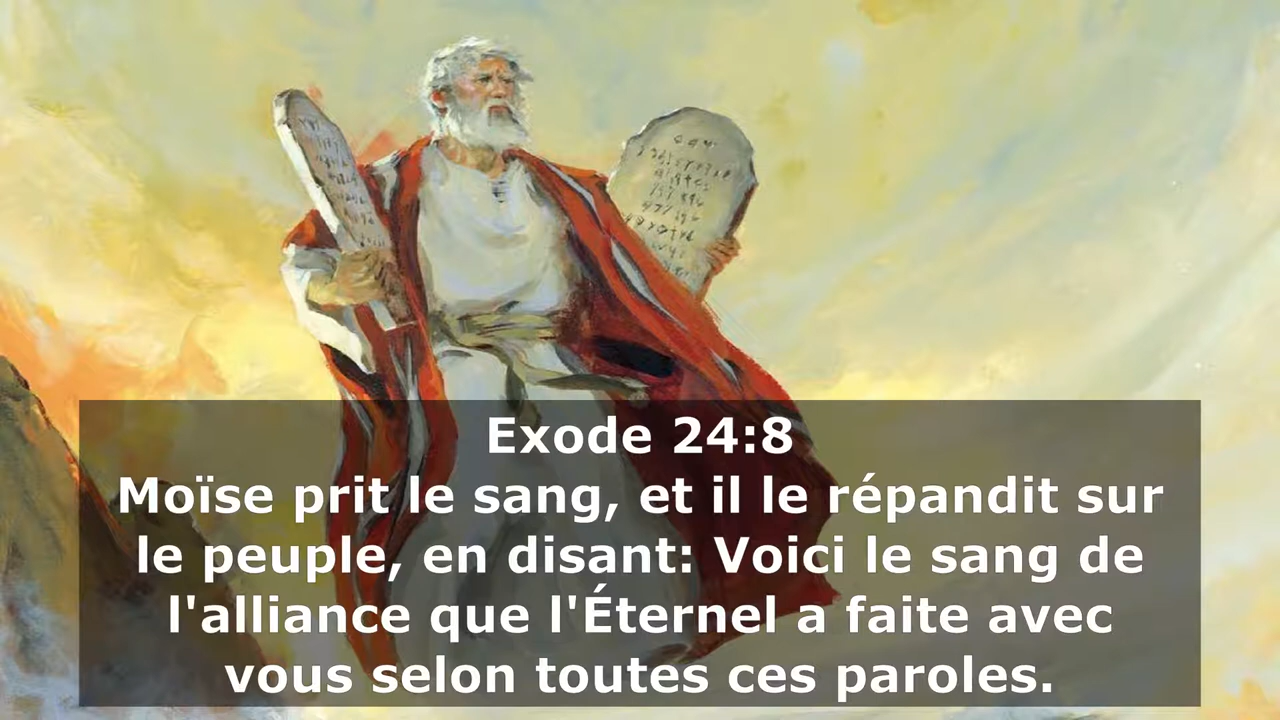 Exode 24:8
Moïse prit le sang, et il le répandit sur
le peuple, en disant: Voici le sang de
l'alliance que l'Éternel a faite avec
vous selon toutes ces paroles.